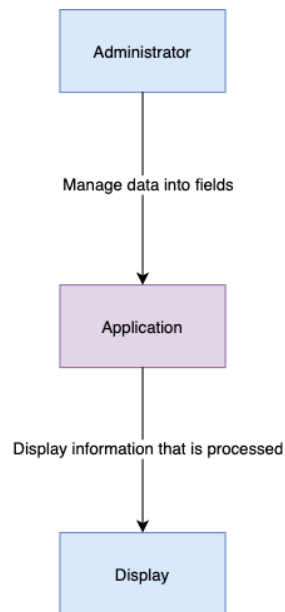 Administrator
Manage data into fields
Application
Display information that is processed
Display